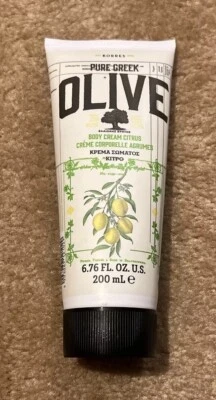 KORRES
PURE GREEK
OLIVE
BODY CREAM CITRUS
CRÈME CORPORELLE AGRUMES
ΚΡΕΜΑ ΣΩΜΑΤΟΣ
-ΚΙΤΡΟ
6.76 FL. OZ. U.S.
200 mL ℮